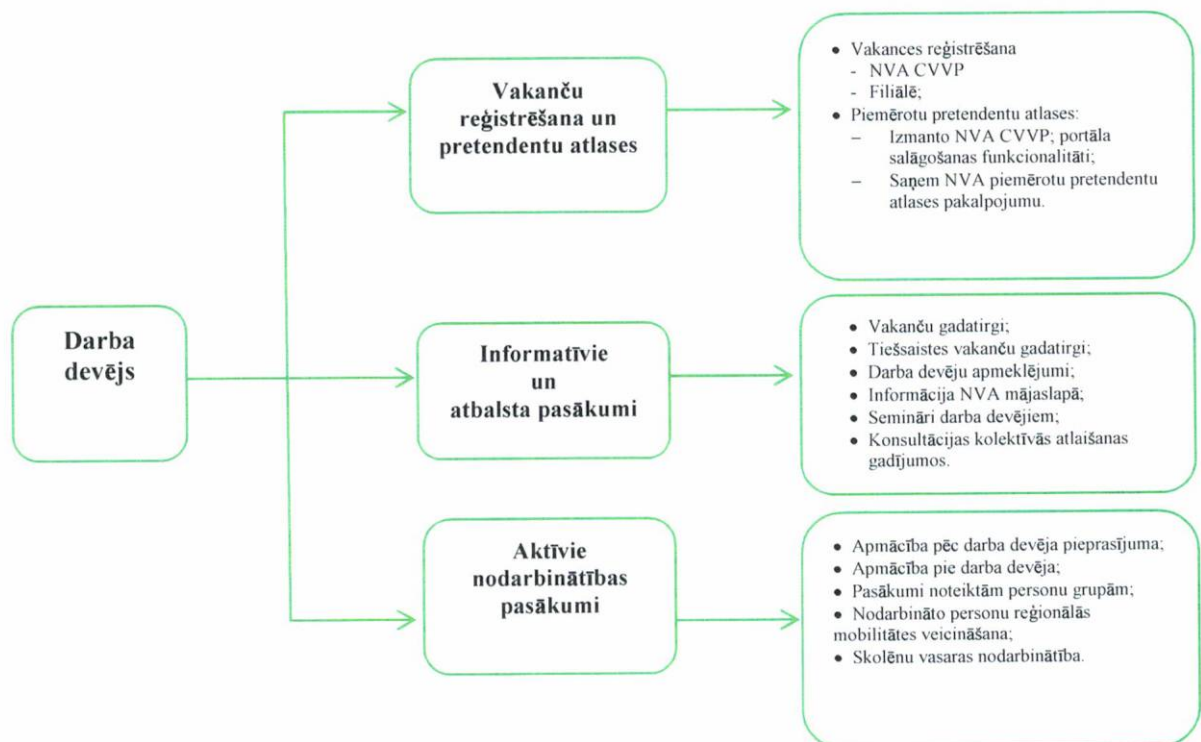 Darba
devējs
Vakanču
reģistrēšana un
pretendentu atlases
• Vakances reģistrēšana
- NVA CVVP
- Filiālē;
• Piemērotu pretendentu atlases:
– Izmanto NVA CVVP; portāla
salāgošanas funkcionalitāti;
– Saņem NVA piemērotu pretendentu
atlases pakalpojumu.
Informatīvie
un
atbalsta pasākumi
• Vakanču gadatirgi;
• Tiešsaistes vakanču gadatirgi;
• Darba devēju apmeklējumi;
• Informācija NVA mājaslapā;
• Semināri darba devējiem;
• Konsultācijas kolektīvās atlaišanas
gadījumos.
Aktīvie
nodarbinātības
pasākumi
• Apmācība pēc darba devēja pieprasījuma;
• Apmācība pie darba devēja;
• Pasākumi noteiktām personu grupām;
• Nodarbināto personu reģionālās
mobilitātes veicināšana;
• Skolēnu vasaras nodarbinātība.